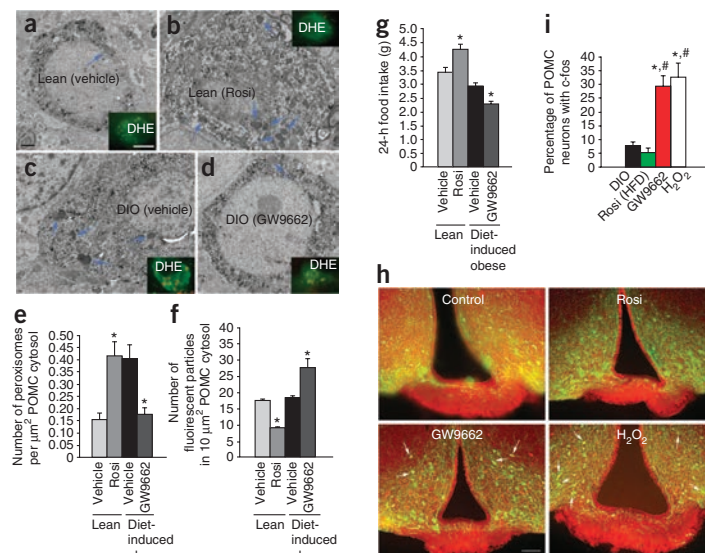 a
Lean (vehicle)
DHE
b
DHE
Lean (Rosi)
c
DIO (vehicle)
DHE
d
DIO (GW9662)
DHE
e
Number of peroxisomes
per µm² POMC cytosol
0.50
0.45
0.40
0.35
0.30
0.25
0.20
0.15
0.10
0.05
0
*
*
Vehicle
Rosi
Vehicle
GW9662
Lean
Diet-
induced
f
Number of
fluorescent particles
in 10 µm² POMC cytosol
40
35
30
25
20
15
10
5
0
*
*
Vehicle
Rosi
Vehicle
GW9662
Lean
Diet-
induced
g
24-h food intake (g)
5.0
4.5
4.0
3.5
3.0
2.5
2.0
1.5
1.0
0.5
0
*
*
Vehicle
Rosi
Vehicle
GW9662
Lean
Diet-
induced
obese
i
Percentage of POMC
neurons with c-fos
40
35
30
25
20
15
10
5
0
*,#
*,#
DIO
Rosi (HFD)
GW9662
H₂O₂
h
Control
Rosi
GW9662
H₂O₂